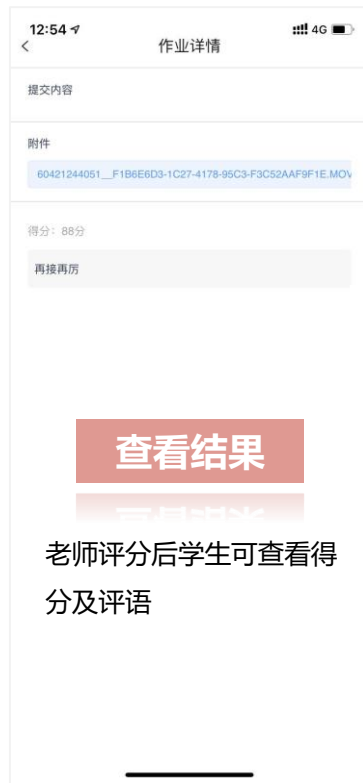 12:54 4G
作业详情
提交内容
附件
60421244051__F1B6E6D3-1C27-4178-95C3-F3C52AAF9F1E.MOV
得分：88分
再接再厉
查看结果
老师评分后学生可查看得
分及评语